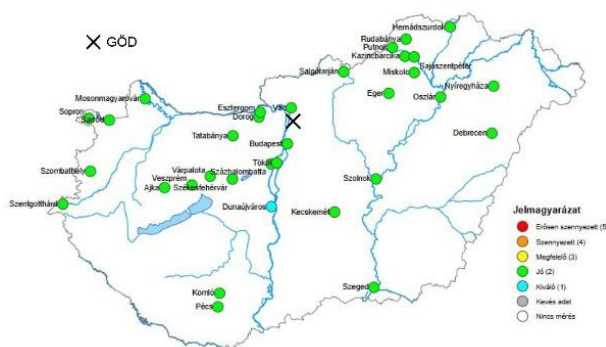 GÖD
Hernádszurdok
Rudabánya
Putnok
Kazincbarcika
Sajószentpéter
Salgótarján
Miskolc
Nyíregyháza
Mosonmagyaróvár
Eger
Oszlár
Esztergom
Vác
Dorog
Sopron
Sarród
Tatabánya
Debrecen
Budapest
Szombathely
Várpalota
Százhalombatta
Tököl
Veszprém
Ajka
Székesfehérvár
Szolnok
Szentgotthárd
Dunaújváros
Kecskemét
Jelmagyarázat
Erősen szennyezett (5)
Szennyezett (4)
Megfelelő (3)
Jó (2)
Kiváló (1)
Kevés adat
Nincs mérés
Szeged
Komló
Pécs